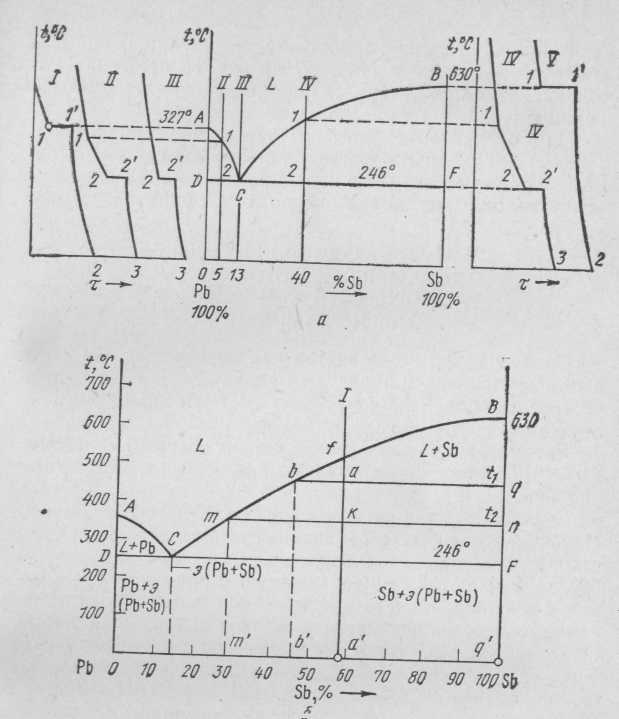 t,°C
t,°C
t,°C
I II III
II III L IV
IV V
B 630°
1 1'
327° A
1 1' 1
1
1
1
IV
2 2' 2'
2
D
2
2
246°
F
2 2'
C
2 3 3
τ
0 5 13
40
% Sb
Sb
3 2
τ
Pb
100%
100%
а
t,°C
700
600
500
400
300
200
100
I
L
B
630
f
L+Sb
b
a
t₁
q
A
m
к
t₂
n
C
246°
D
L+Pb
э (Pb+Sb)
F
Pb+э
(Pb+Sb)
Sb+э(Pb+Sb)
m'
b'
a'
q'
Pb 0 10 20 30 40 50 60 70 80 90 100 Sb
Sb,%
б